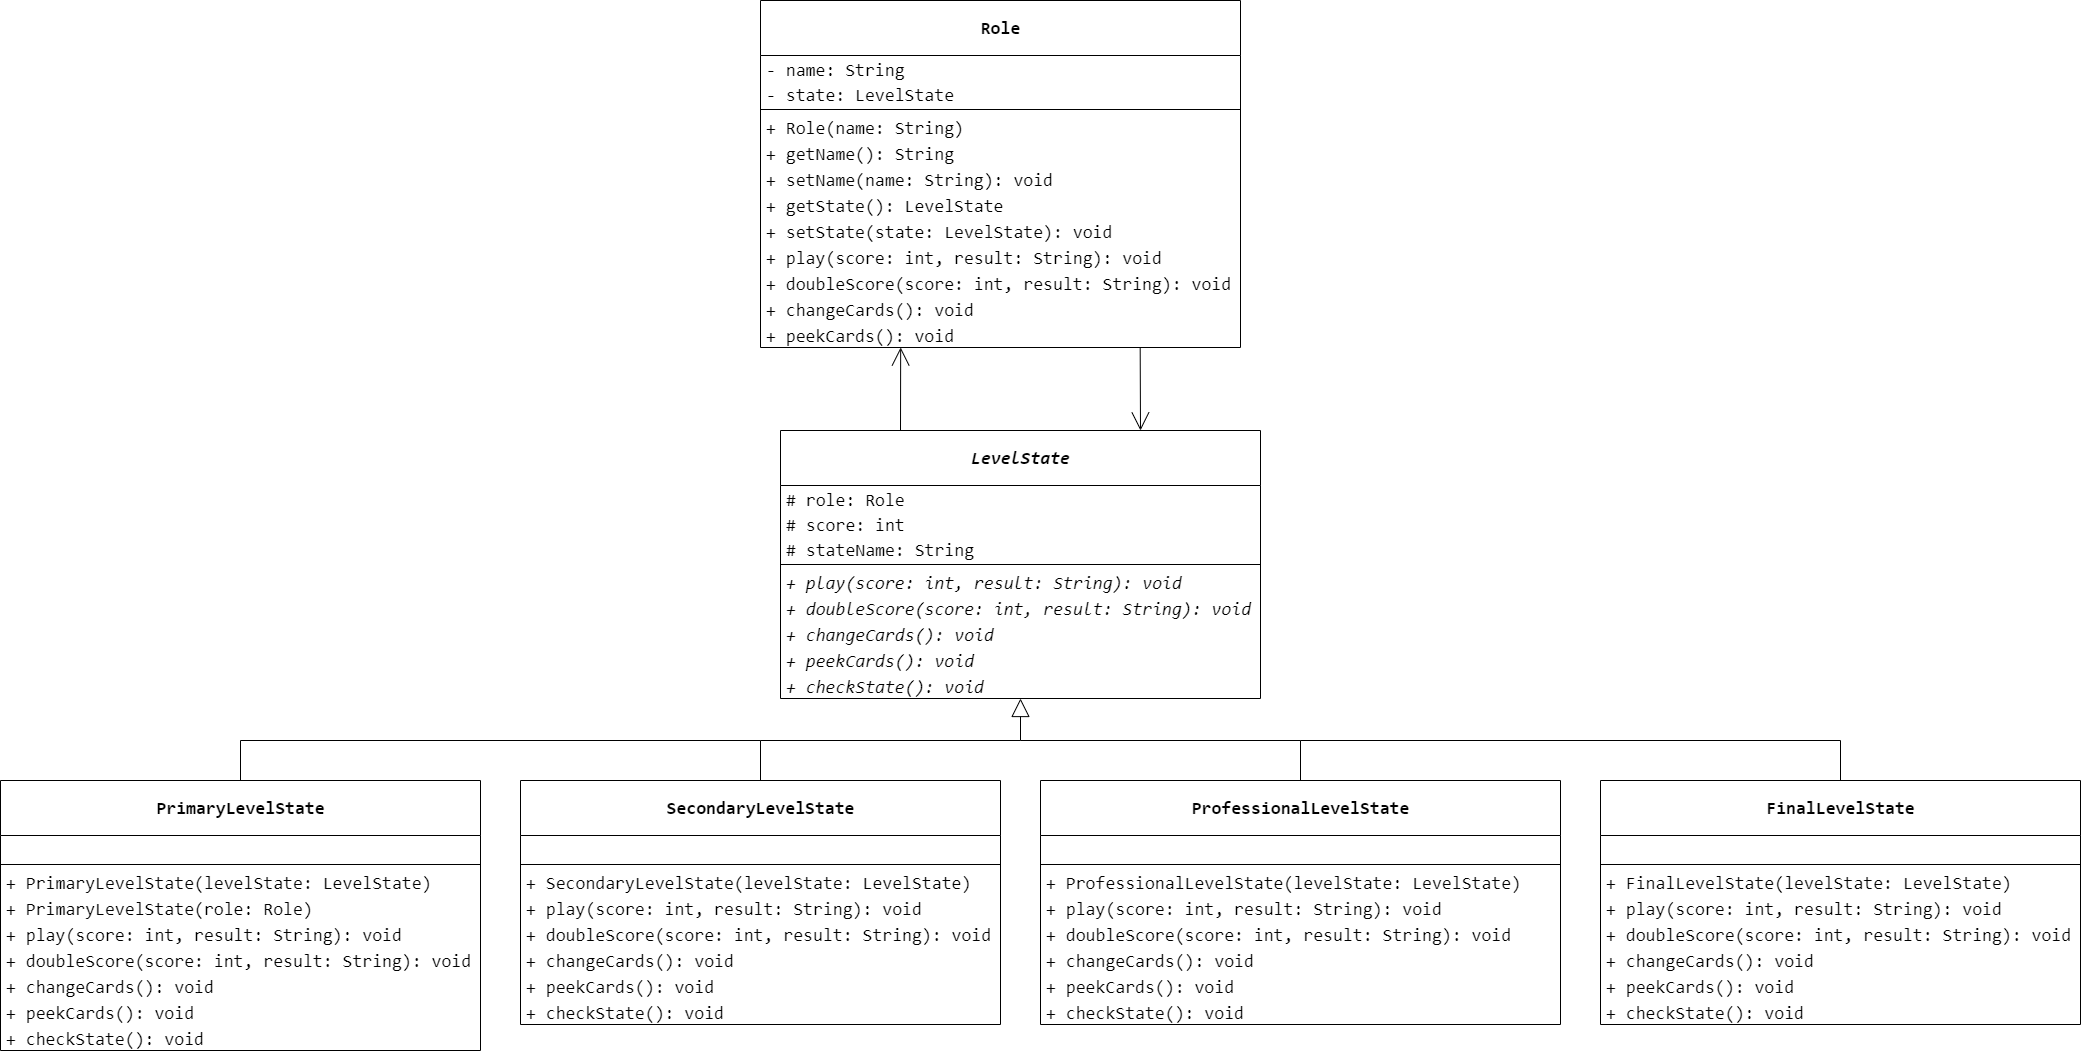 Role
- name: String
- state: LevelState
+ Role(name: String)
+ getName(): String
+ setName(name: String): void
+ getState(): LevelState
+ setState(state: LevelState): void
+ play(score: int, result: String): void
+ doubleScore(score: int, result: String): void
+ changeCards(): void
+ peekCards(): void
LevelState
# role: Role
# score: int
# stateName: String
+ play(score: int, result: String): void
+ doubleScore(score: int, result: String): void
+ changeCards(): void
+ peekCards(): void
+ checkState(): void
PrimaryLevelState
+ PrimaryLevelState(levelState: LevelState)
+ PrimaryLevelState(role: Role)
+ play(score: int, result: String): void
+ doubleScore(score: int, result: String): void
+ changeCards(): void
+ peekCards(): void
+ checkState(): void
SecondaryLevelState
+ SecondaryLevelState(levelState: LevelState)
+ play(score: int, result: String): void
+ doubleScore(score: int, result: String): void
+ changeCards(): void
+ peekCards(): void
+ checkState(): void
ProfessionalLevelState
+ ProfessionalLevelState(levelState: LevelState)
+ play(score: int, result: String): void
+ doubleScore(score: int, result: String): void
+ changeCards(): void
+ peekCards(): void
+ checkState(): void
FinalLevelState
+ FinalLevelState(levelState: LevelState)
+ play(score: int, result: String): void
+ doubleScore(score: int, result: String): void
+ changeCards(): void
+ peekCards(): void
+ checkState(): void